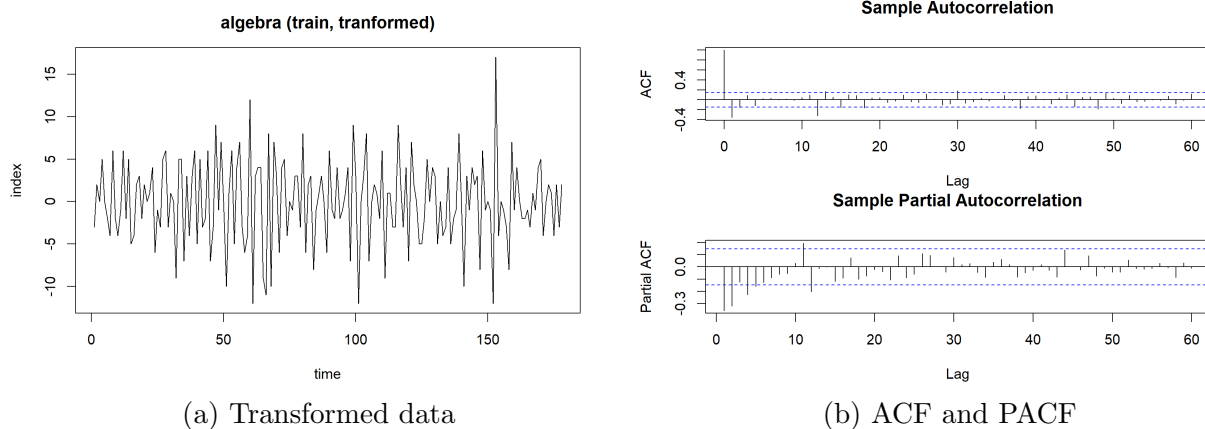 algebra (train, tranformed)
index
15
10
5
0
-5
-10
0
50
100
150
time
(a) Transformed data
Sample Autocorrelation
ACF
0.4
-0.4
0
10
20
30
40
50
60
Lag
Sample Partial Autocorrelation
Partial ACF
0.0
-0.3
0
10
20
30
40
50
60
Lag
(b) ACF and PACF